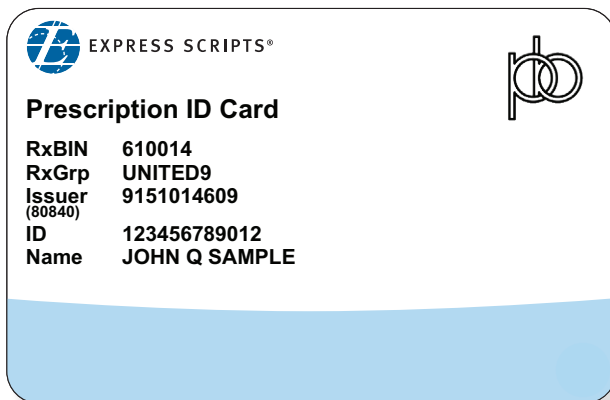 EXPRESS SCRIPTS®
Prescription ID Card
RxBIN 610014
RxGrp UNITED9
Issuer 9151014609
(80840)
ID 123456789012
Name JOHN Q SAMPLE